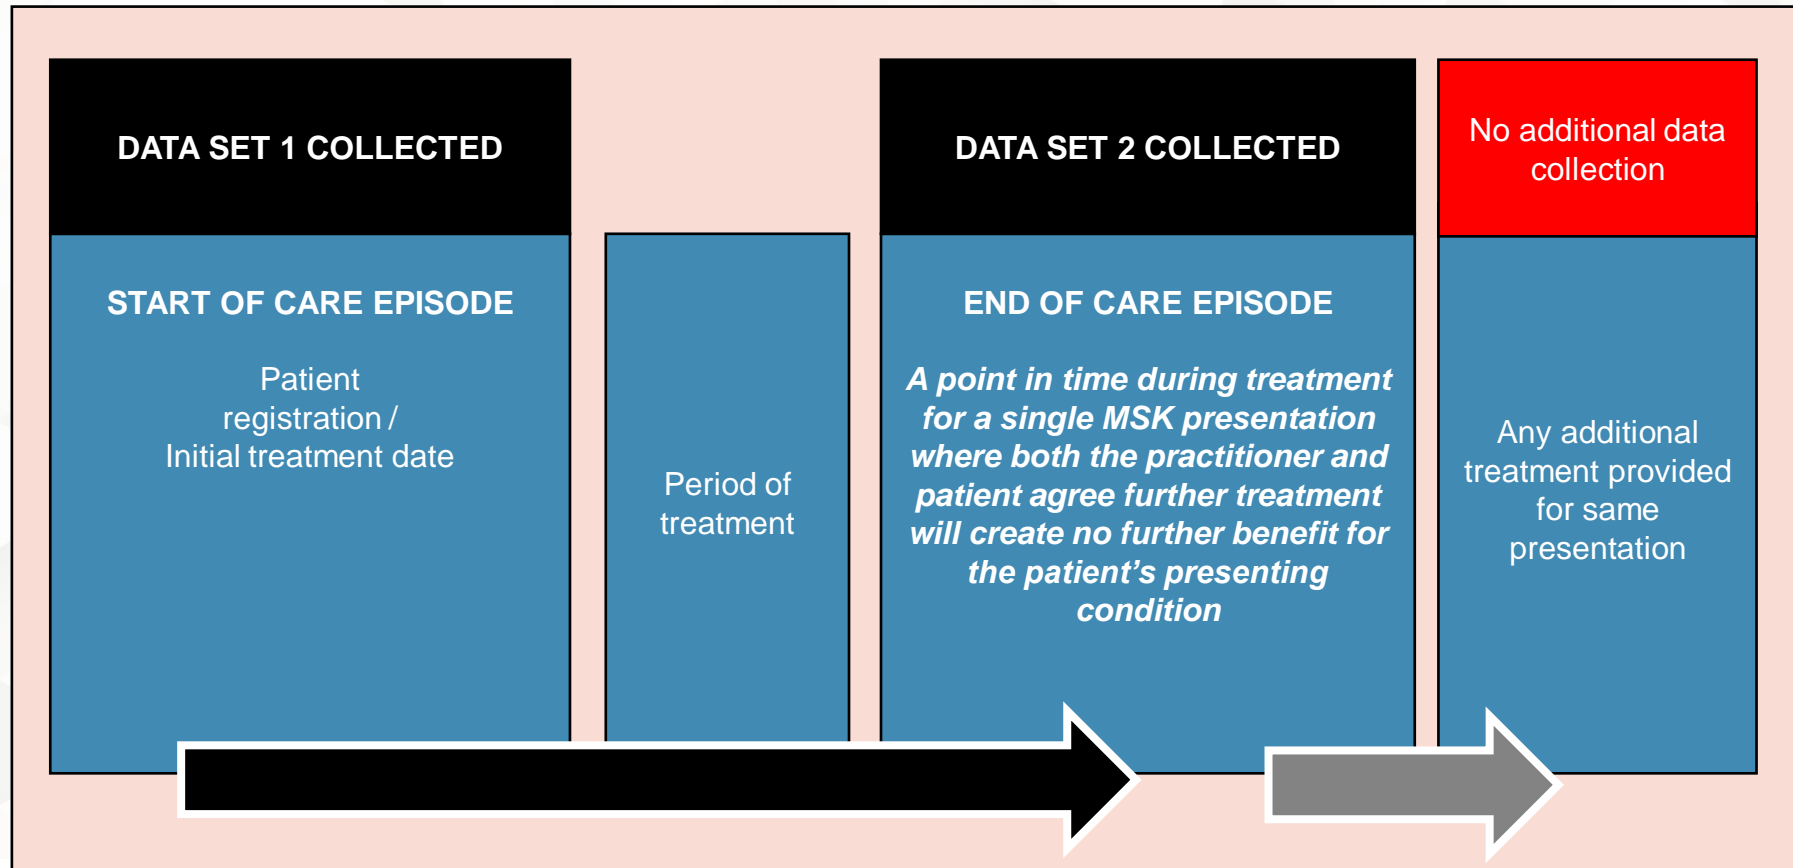 DATA SET 1 COLLECTED
START OF CARE EPISODE
Patient
registration /
Initial treatment date
Period of
treatment
DATA SET 2 COLLECTED
END OF CARE EPISODE
A point in time during treatment
for a single MSK presentation
where both the practitioner and
patient agree further treatment
will create no further benefit for
the patient’s presenting
condition
No additional data
collection
Any additional
treatment provided
for same
presentation